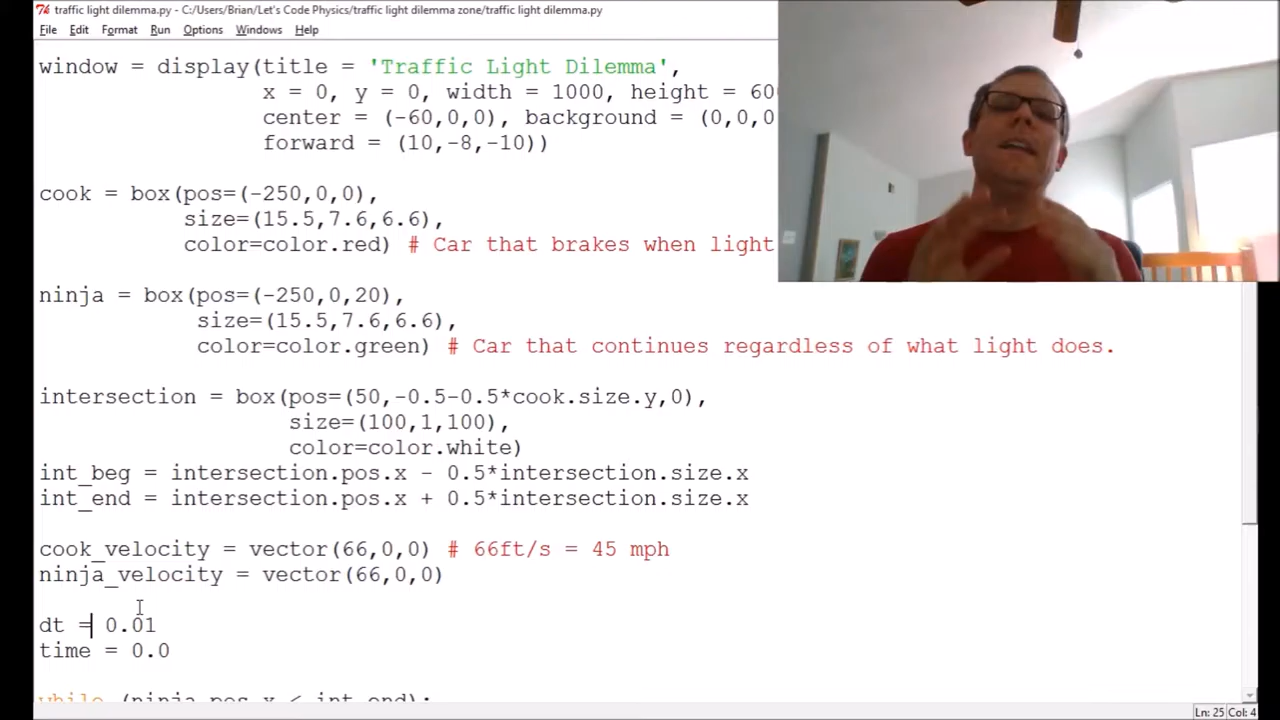 traffic light dilemma.py - C:/Users/Brian/Let's Code Physics/traffic light dilemma zone/traffic light dilemma.py
File Edit Format Run Options Windows Help
window = display(title = 'Traffic Light Dilemma',
x = 0, y = 0, width = 1000, height = 60
center = (-60,0,0), background = (0,0,0
forward = (10,-8,-10))
cook = box(pos=(-250,0,0),
size=(15.5,7.6,6.6),
color=color.red) # Car that brakes when light
ninja = box(pos=(-250,0,20),
size=(15.5,7.6,6.6),
color=color.green) # Car that continues regardless of what light does.
intersection = box(pos=(50,-0.5-0.5*cook.size.y,0),
size=(100,1,100),
color=color.white)
int_beg = intersection.pos.x - 0.5*intersection.size.x
int_end = intersection.pos.x + 0.5*intersection.size.x
cook_velocity = vector(66,0,0) # 66ft/s = 45 mph
ninja_velocity = vector(66,0,0)
dt = 0.01
time = 0.0
while (ninja.pos.x < int_end):
Ln: 25 Col: 4